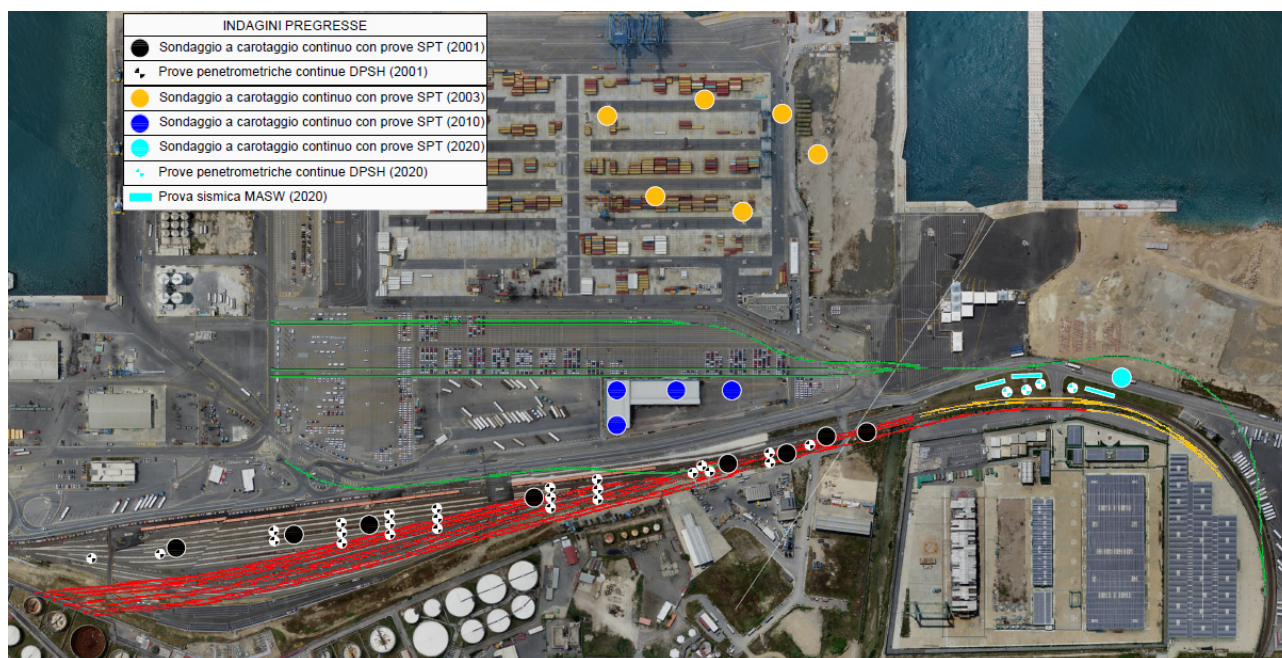 INDAGINI PREGRESSE
Sondaggio a carotaggio continuo con prove SPT (2001)
Prove penetrometriche continue DPSH (2001)
Sondaggio a carotaggio continuo con prove SPT (2003)
Sondaggio a carotaggio continuo con prove SPT (2010)
Sondaggio a carotaggio continuo con prove SPT (2020)
Prove penetrometriche continue DPSH (2020)
Prova sismica MASW (2020)